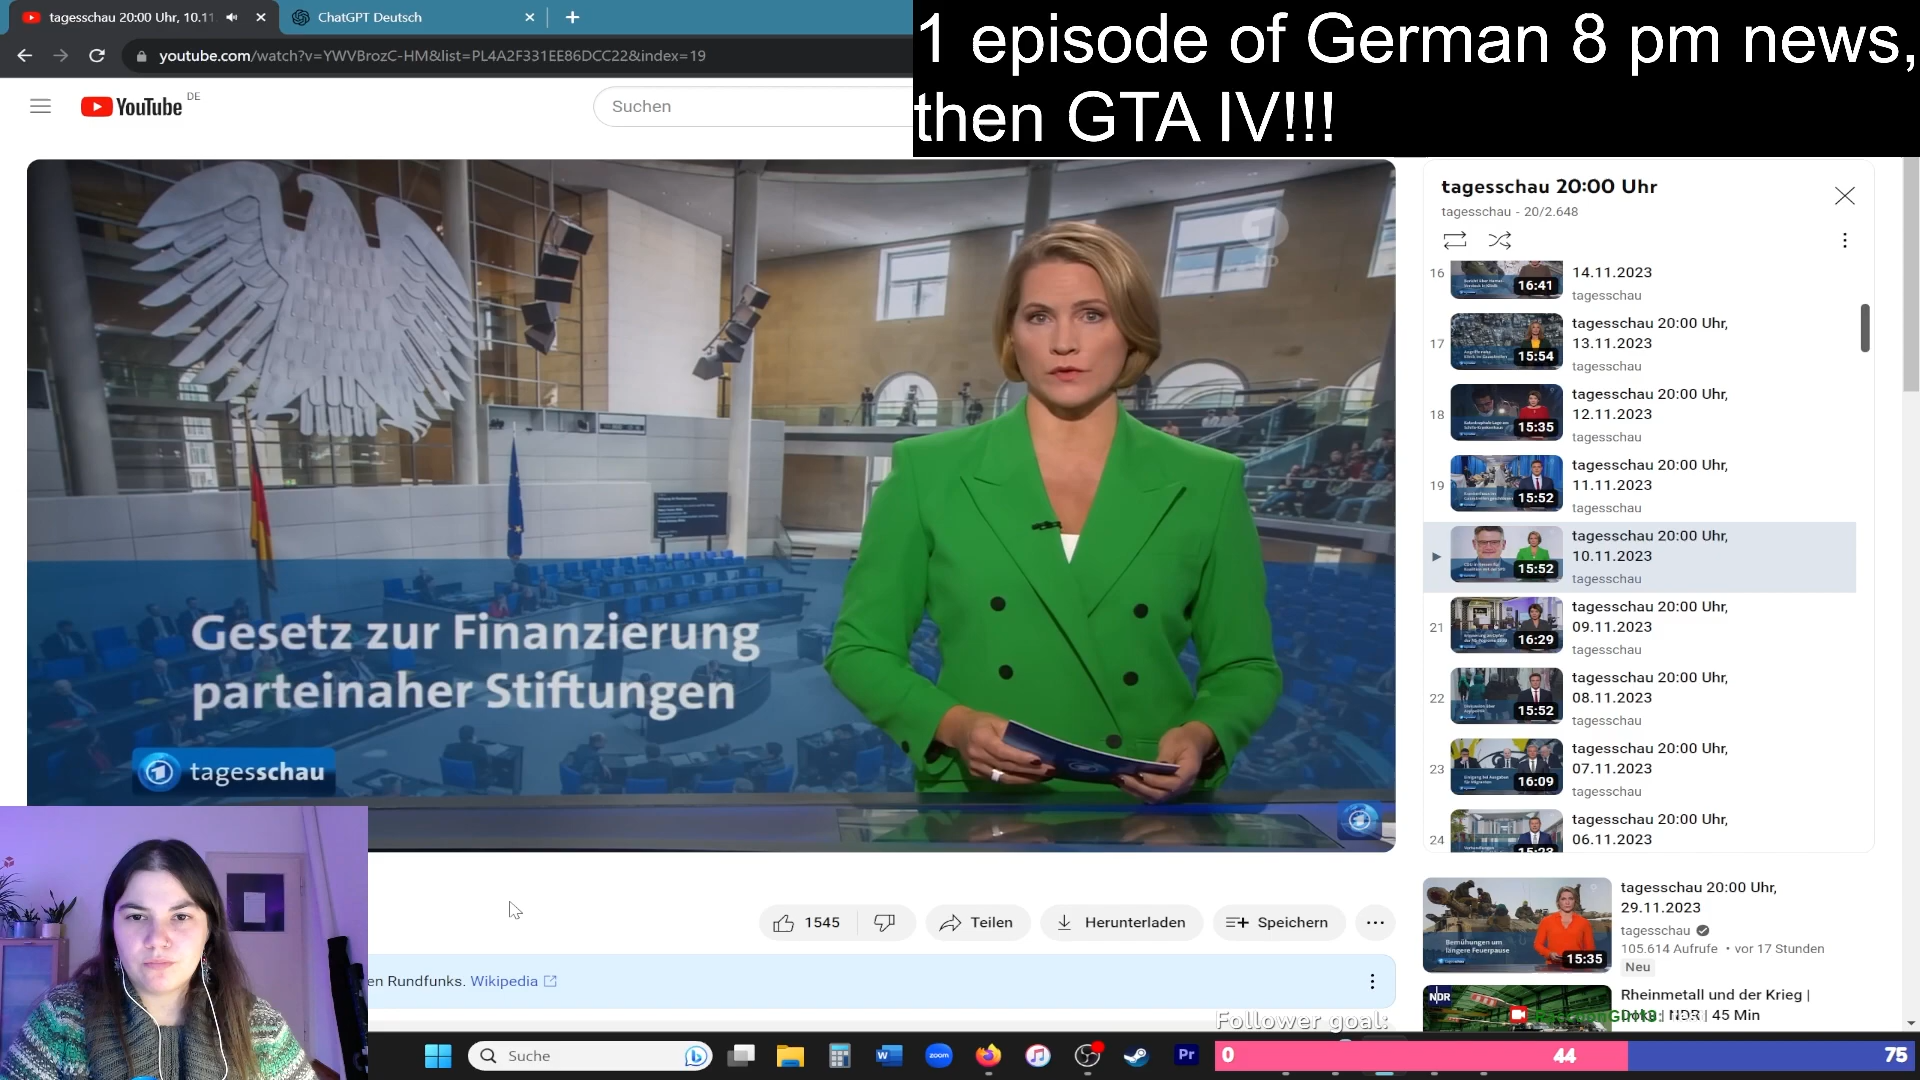 tagesschau 20:00 Uhr, 10.11
ChatGPT Deutsch
1 episode of German 8 pm news,
then GTA IV!!!
youtube.com/watch?v=YWVBrozC-HM&list=PL4A2F331EE86DCC22&index=19
YouTube DE
Suchen
Gesetz zur Finanzierung
parteinaher Stiftungen
tagesschau
tagesschau 20:00 Uhr
tagesschau - 20/2.648
16
16:41
14.11.2023
tagesschau
17
15:54
tagesschau 20:00 Uhr,
13.11.2023
tagesschau
18
15:35
tagesschau 20:00 Uhr,
12.11.2023
tagesschau
19
15:52
tagesschau 20:00 Uhr,
11.11.2023
tagesschau
15:52
tagesschau 20:00 Uhr,
10.11.2023
tagesschau
21
16:29
tagesschau 20:00 Uhr,
09.11.2023
tagesschau
22
15:52
tagesschau 20:00 Uhr,
08.11.2023
tagesschau
23
16:09
tagesschau 20:00 Uhr,
07.11.2023
tagesschau
24
15:23
tagesschau 20:00 Uhr,
06.11.2023
1545
Teilen
Herunterladen
Speichern
en Rundfunks. Wikipedia
Bemühungen um
längere Feuerpause
15:35
tagesschau 20:00 Uhr,
29.11.2023
tagesschau
105.614 Aufrufe • vor 17 Stunden
Neu
NDR
Rheinmetall und der Krieg |
NDR | 45 Min
Follower goal:
Suche
0
44
75